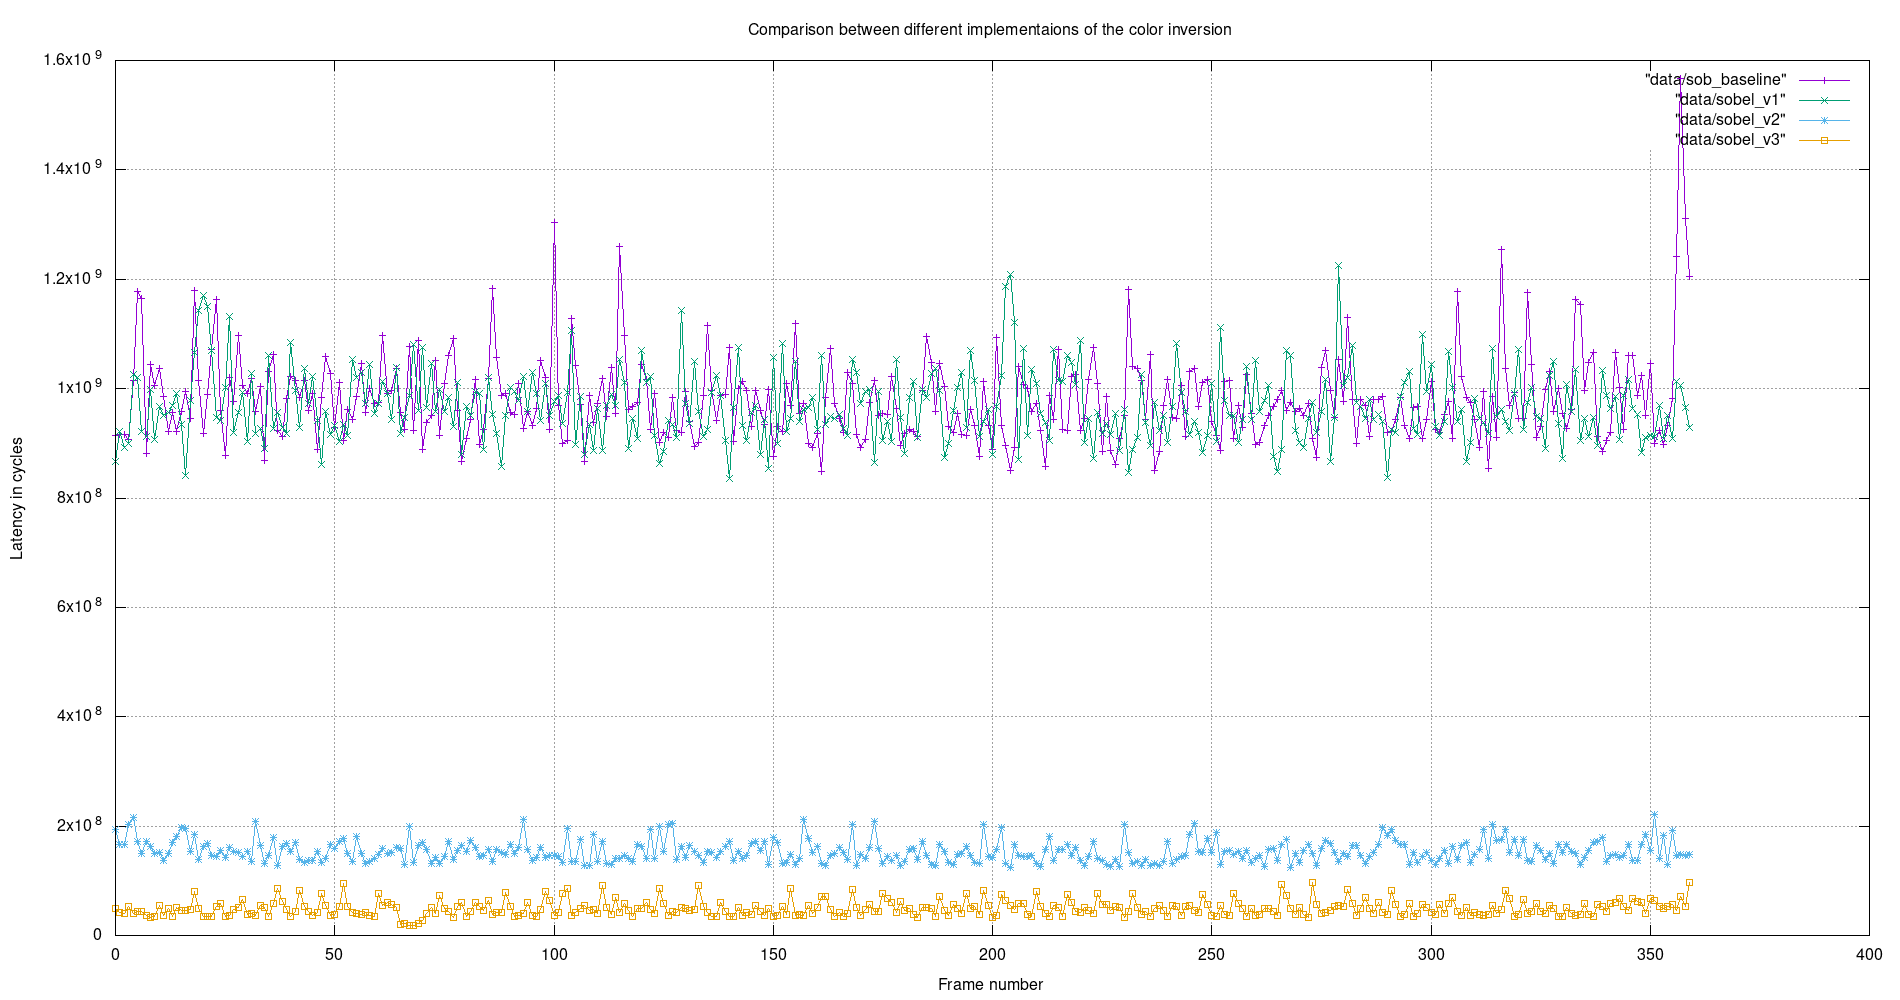 Comparison between different implementaions of the color inversion
1.6x10 9
1.4x10 9
1.2x10 9
1x10 9
8x10 8
6x10 8
4x10 8
2x10 8
0
Latency in cycles
"data/sob_baseline"
"data/sobel_v1"
"data/sobel_v2"
"data/sobel_v3"
0 50 100 150 200 250 300 350 400
Frame number